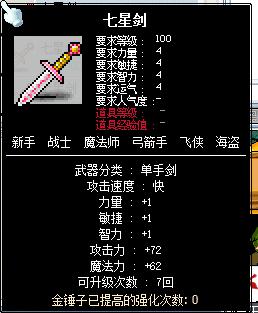 七星剑
要求等级： 100
要求力量： 4
要求敏捷： 4
要求智力： 4
要求运气： 4
要求人气度： -
道具等级： -
道具经验值： -
新手 战士 魔法师 弓箭手 飞侠 海盗
武器分类 : 单手剑
攻击速度 : 快
力量 : +1
敏捷 : +1
智力 : +1
攻击力 : +72
魔法力 : +62
可升级次数 : 7回
金锤子已提高的强化次数: 0